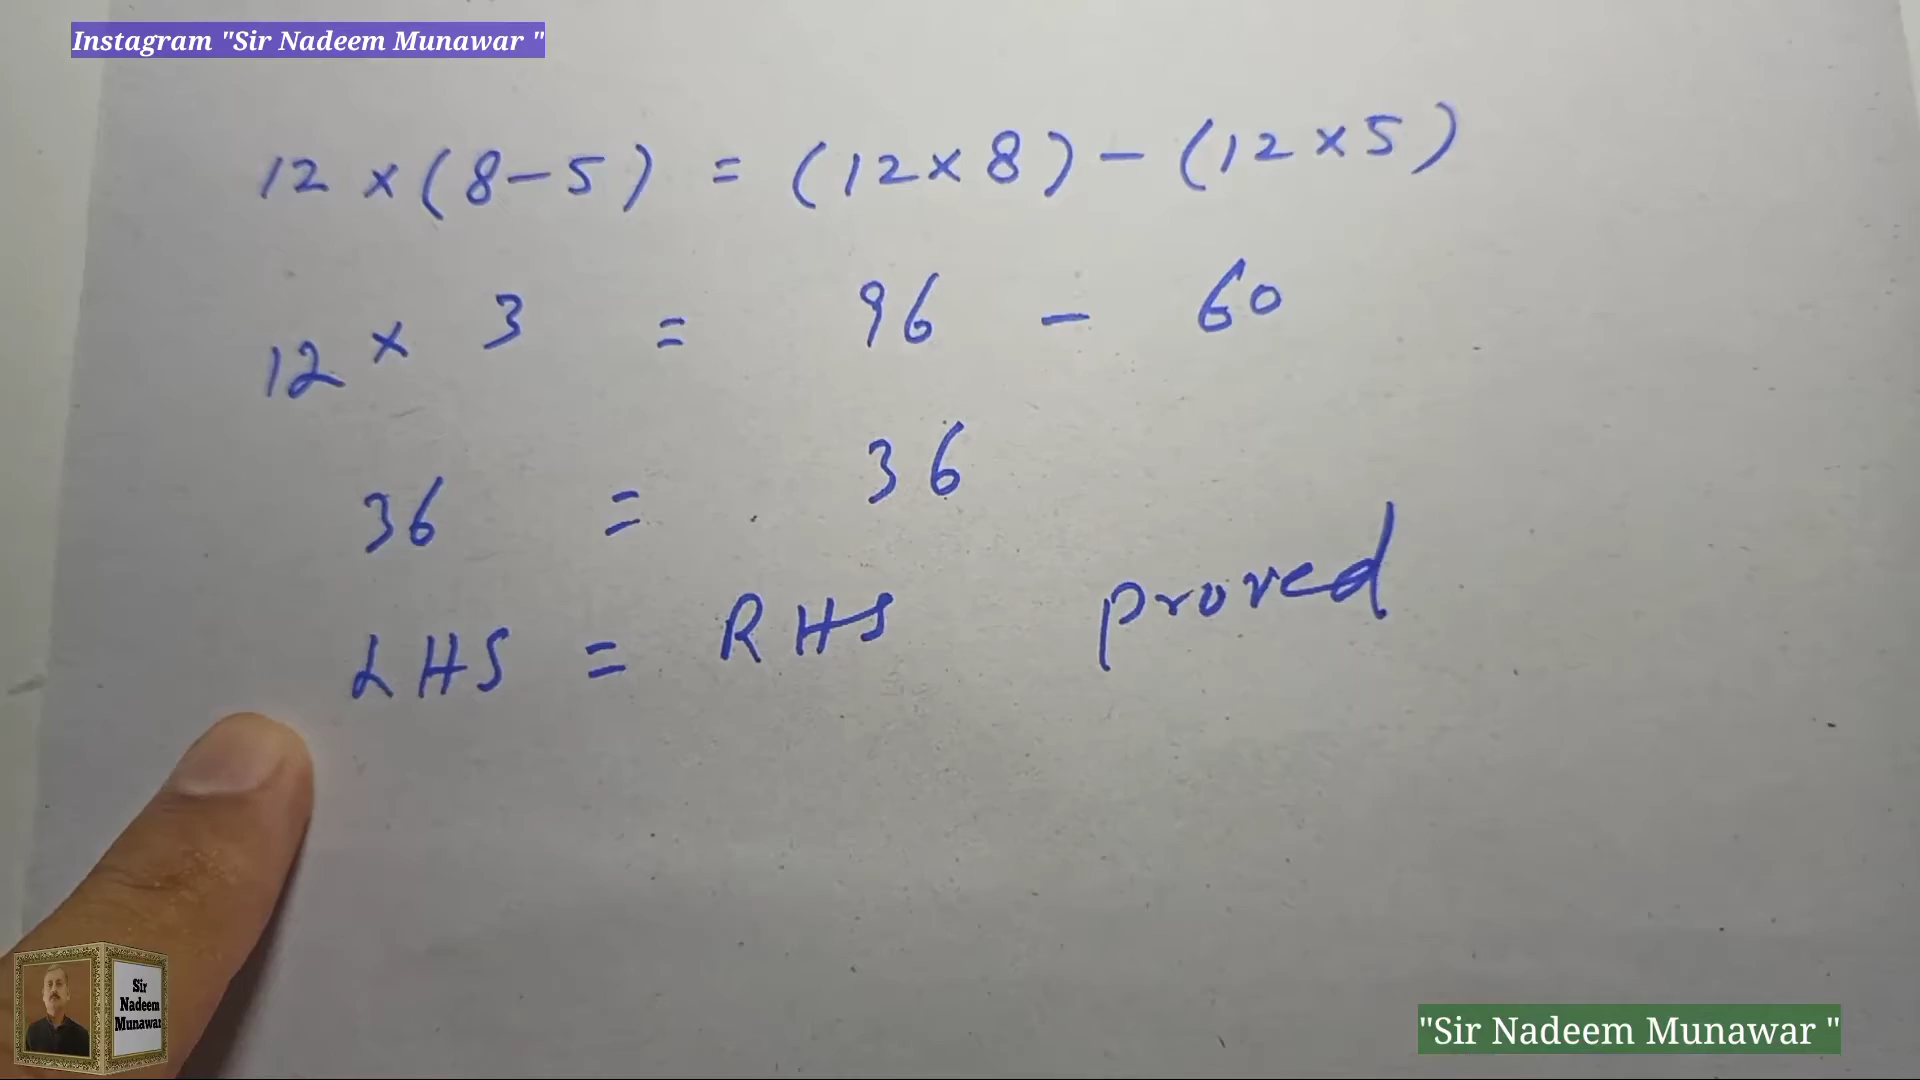 Instagram "Sir Nadeem Munawar "
12 × (8 - 5) = (12 × 8) - (12 × 5)
12 × 3 = 96 - 60
36 = 36
LHS = RHS proved
Sir
Nadeem
Munawar
"Sir Nadeem Munawar "